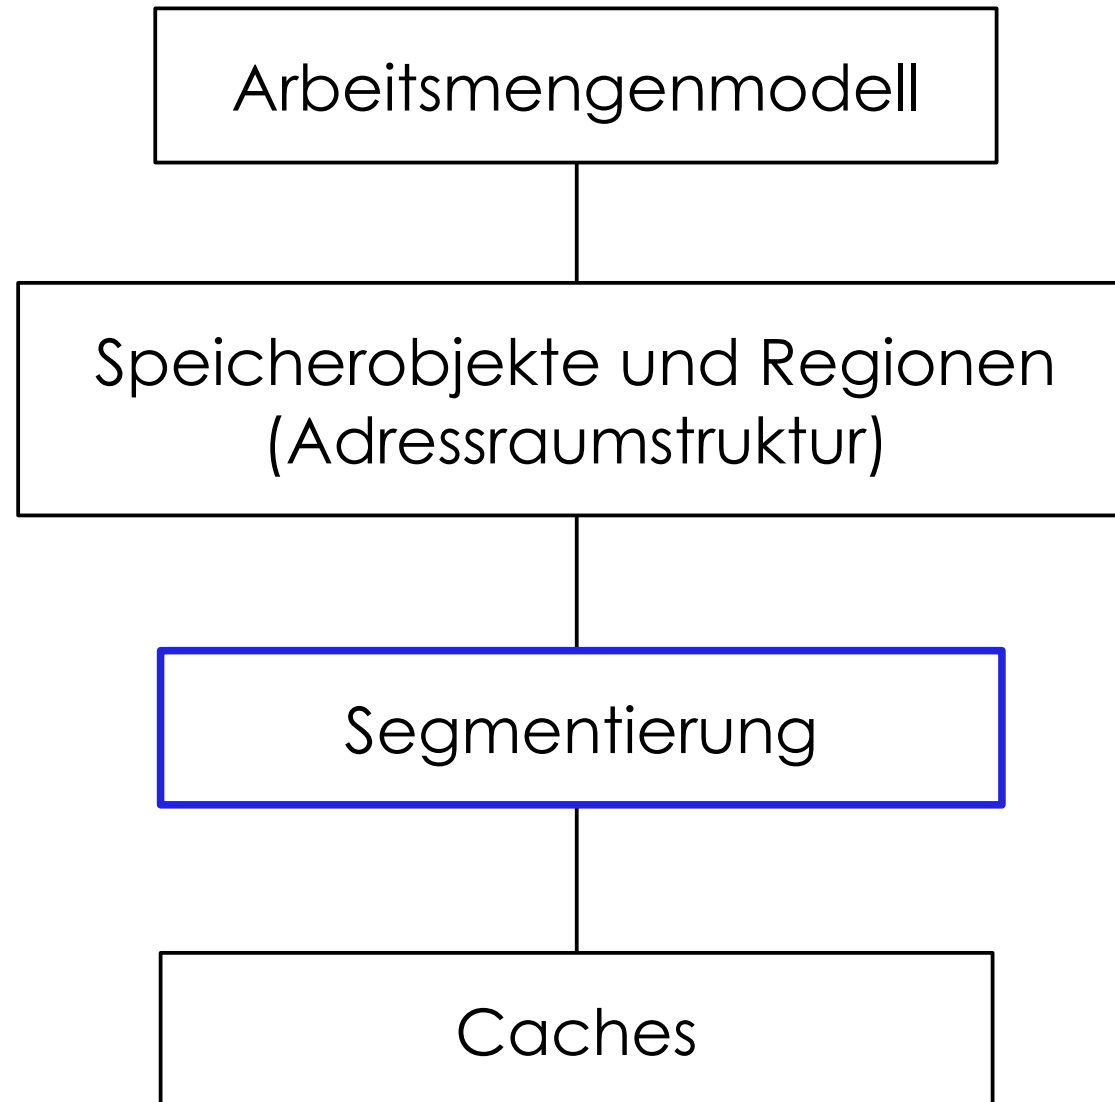 Arbeitsmengenmodell
Speicherobjekte und Regionen
(Adressraumstruktur)
Segmentierung
Caches